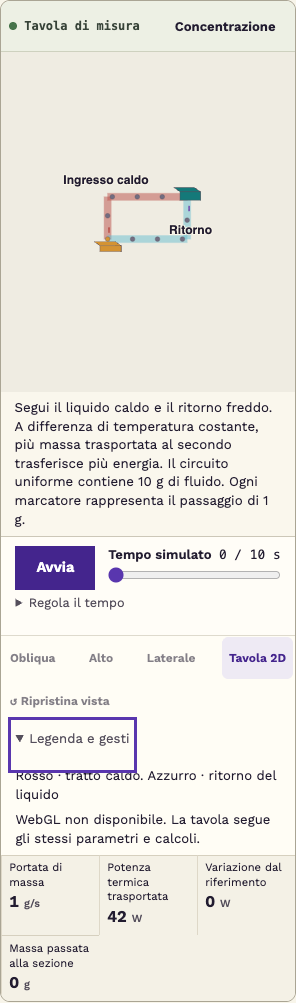 Tavola di misura
Concentrazione
Ingresso caldo
Ritorno
Segui il liquido caldo e il ritorno freddo.
A differenza di temperatura costante,
più massa trasportata al secondo
trasferisce più energia. Il circuito
uniforme contiene 10 g di fluido. Ogni
marcatore rappresenta il passaggio di 1
g.
Avvia
Tempo simulato 0 / 10 s
▶ Regola il tempo
Obliqua
Alto
Laterale
Tavola 2D
↺ Ripristina vista
▼ Legenda e gesti
Rosso · tratto caldo. Azzurro · ritorno del
liquido
WebGL non disponibile. La tavola segue
gli stessi parametri e calcoli.
Portata di
massa
1 g/s
Potenza
termica
trasportata
42 W
Variazione dal
riferimento
0 W
Massa passata
alla sezione
0 g